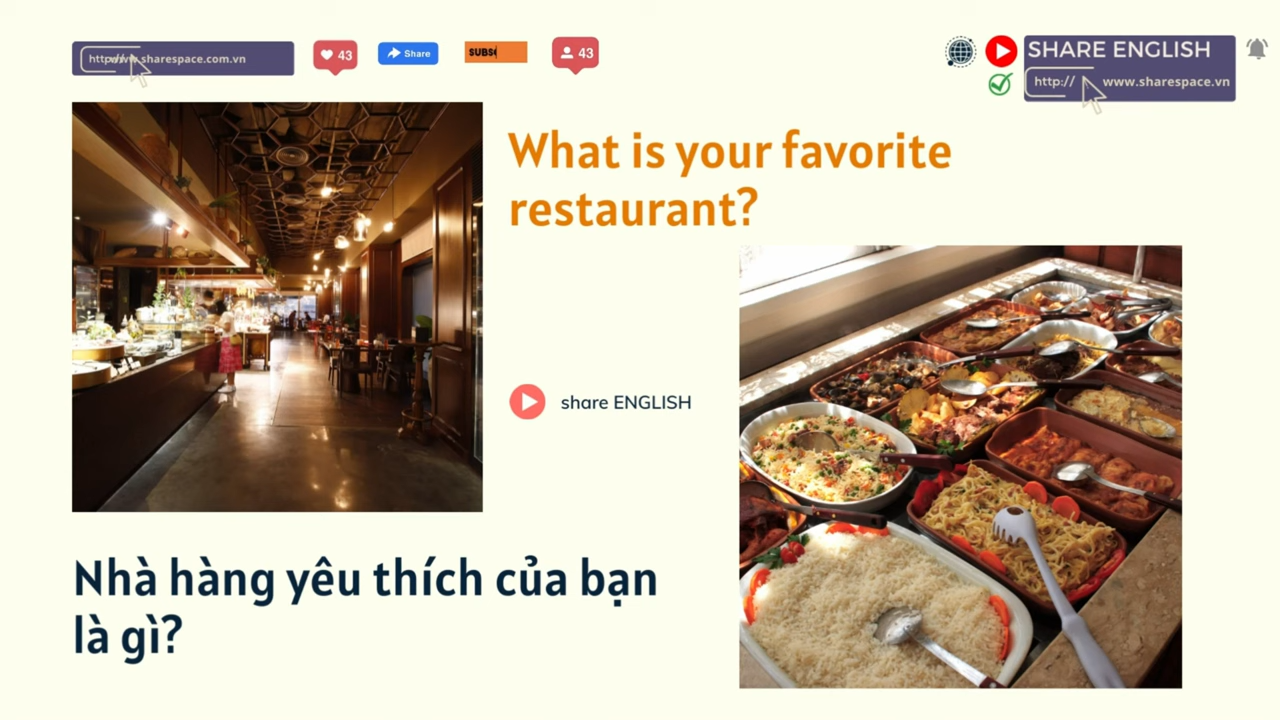 www.sharespace.com.vn
43
Share
SUBS
43
SHARE ENGLISH
http:// www.sharespace.vn
What is your favorite
restaurant?
share ENGLISH
Nhà hàng yêu thích của bạn
là gì?